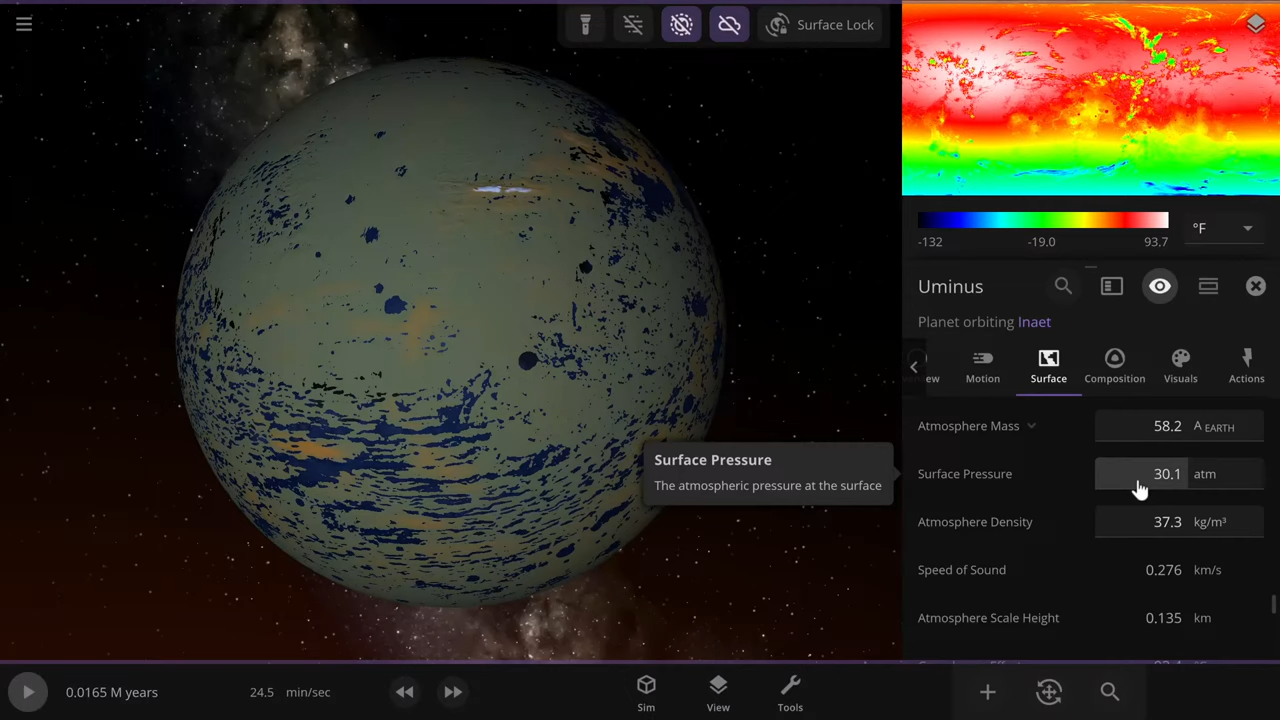 Surface Lock
°F
-132 -19.0 93.7
Uminus
Planet orbiting Inaet
ew Motion Surface Composition Visuals Actions
Atmosphere Mass 58.2 A EARTH
Surface Pressure 30.1 atm
Surface Pressure
The atmospheric pressure at the surface
Atmosphere Density 37.3 kg/m³
Speed of Sound 0.276 km/s
Atmosphere Scale Height 0.135 km
0.0165 M years 24.5 min/sec
Sim View Tools